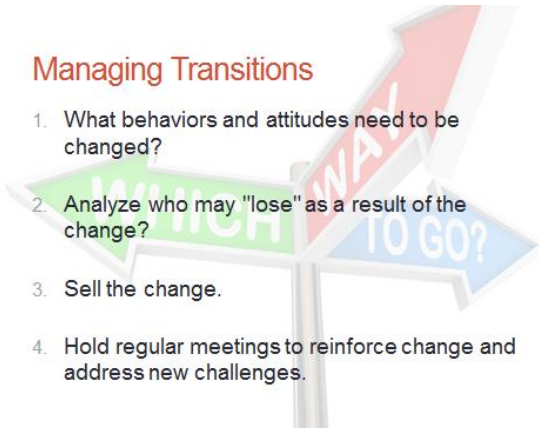 Managing Transitions
1. What behaviors and attitudes need to be
changed?
2. Analyze who may "lose" as a result of the
change?
3. Sell the change.
4. Hold regular meetings to reinforce change and
address new challenges.
WHICH
WAY
TO GO?